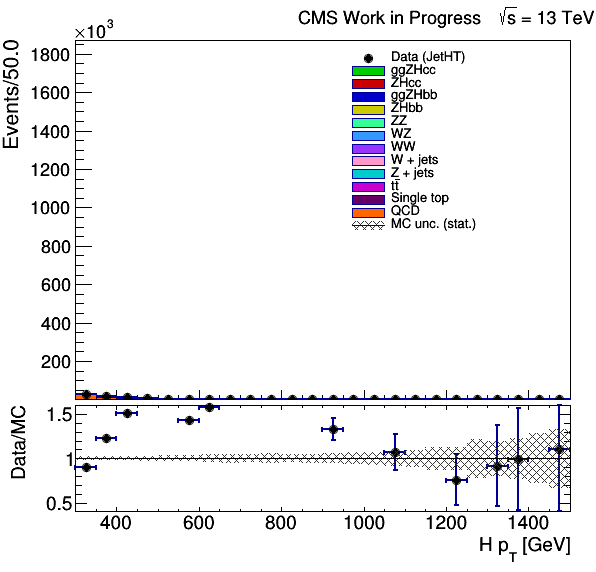 CMS Work in Progress √s = 13 TeV
×10³
Events/50.0
1800
1600
1400
1200
1000
800
600
400
200
Data (JetHT)
ggZHcc
ZHcc
ggZHbb
ZHbb
ZZ
WZ
WW
W + jets
Z + jets
tt̄
Single top
QCD
MC unc. (stat.)
Data/MC
1.5
1
0.5
400 600 800 1000 1200 1400
H p_T [GeV]